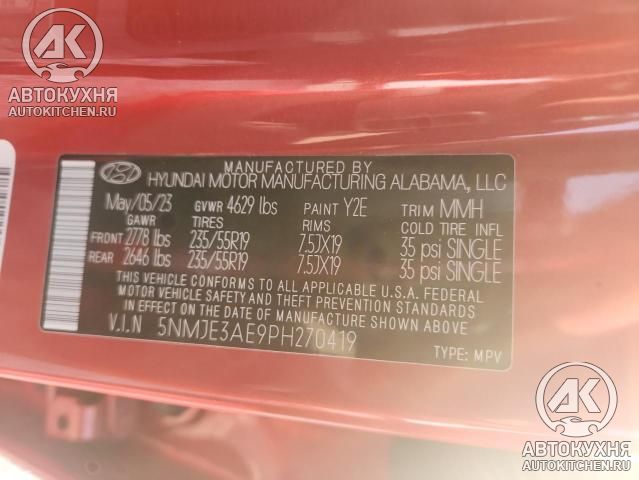 АК
АВТОКУХНЯ
AUTOKITCHEN.RU
MANUFACTURED BY
HYUNDAI MOTOR MANUFACTURING ALABAMA, LLC
May/05/23 GVWR 4629 lbs PAINT Y2E TRIM MMH
GAWR TIRES RIMS COLD TIRE INFL
FRONT 2778 lbs 235/55R19 7.5JX19 35 psi SINGLE
REAR 2646 lbs 235/55R19 7.5JX19 35 psi SINGLE
THIS VEHICLE CONFORMS TO ALL APPLICABLE U.S.A. FEDERAL
MOTOR VEHICLE SAFETY AND THEFT PREVENTION STANDARDS
IN EFFECT ON THE DATE OF MANUFACTURE SHOWN ABOVE.
V.I.N 5NMJE3AE9PH270419
TYPE: MPV
АК
АВТОКУХНЯ
AUTOKITCHEN.RU